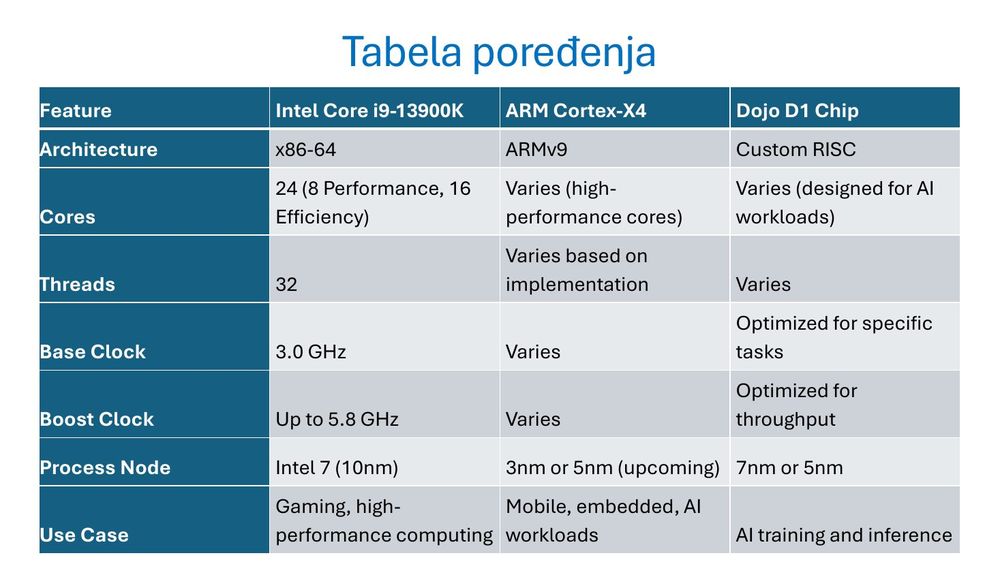 Tabela poređenja
Feature Intel Core i9-13900K ARM Cortex-X4 Dojo D1 Chip
Architecture x86-64 ARMv9 Custom RISC
Cores 24 (8 Performance, 16 Efficiency) Varies (high-performance cores) Varies (designed for AI workloads)
Threads 32 Varies based on implementation Varies
Base Clock 3.0 GHz Varies Optimized for specific tasks
Boost Clock Up to 5.8 GHz Varies Optimized for throughput
Process Node Intel 7 (10nm) 3nm or 5nm (upcoming) 7nm or 5nm
Use Case Gaming, high-performance computing Mobile, embedded, AI workloads AI training and inference